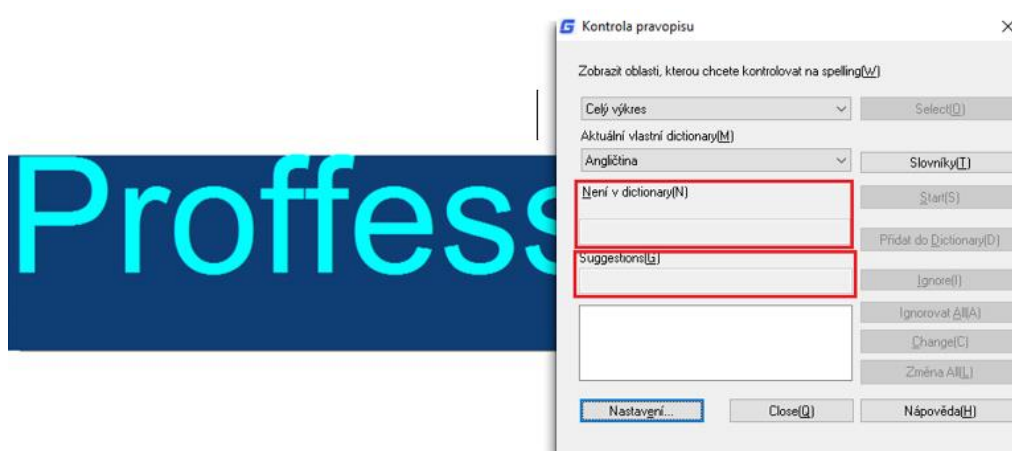 Kontrola pravopisu
Zobrazit oblasti, kterou chcete kontrolovat na spelling(W)
Celý výkres
Select(O)
Aktuální vlastní dictionary(M)
Angličtina
Slovníky(T)
Není v dictionary(N)
Start(S)
Přidat do Dictionary(D)
Suggestions(G)
Ignore(I)
Ignorovat All(A)
Change(C)
Změna All(L)
Nastavení...
Close(Q)
Nápověda(H)
Proffess